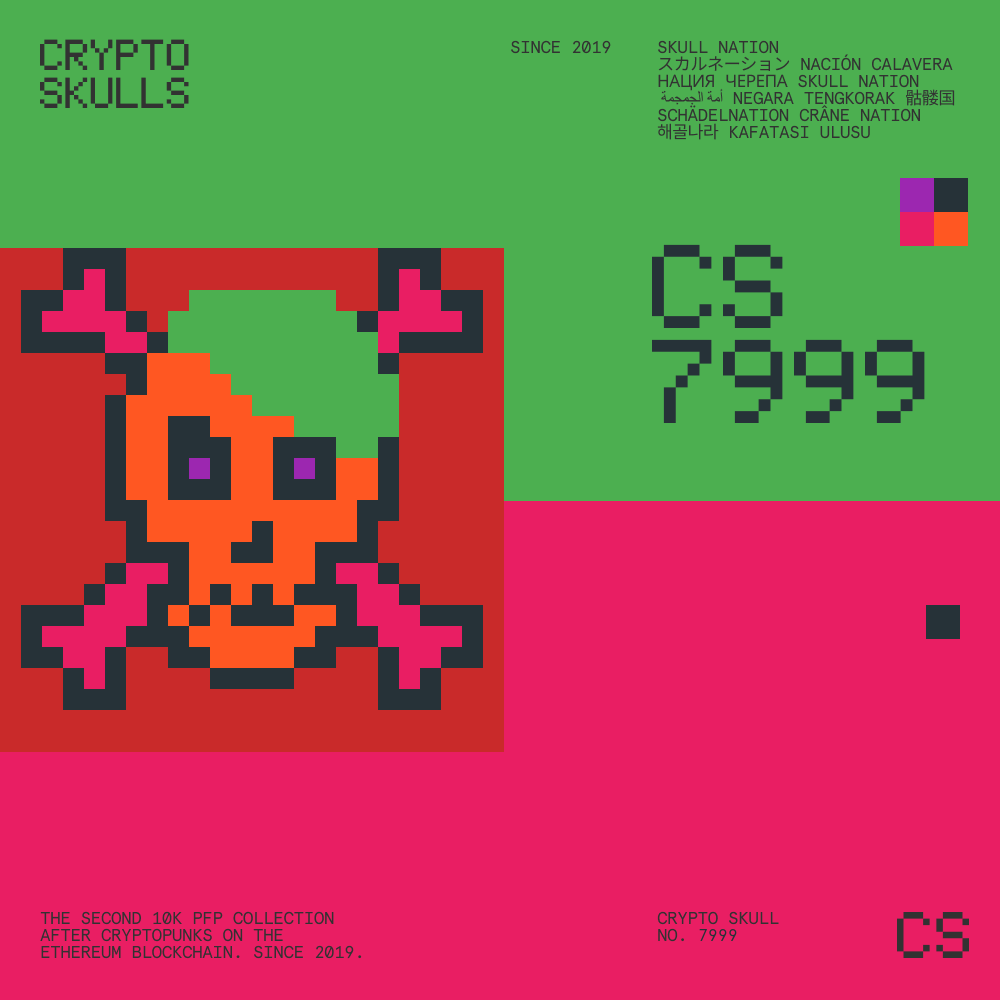 CRYPTO
SKULLS
SINCE 2019
SKULL NATION
スカルネーション NACIÓN CALAVERA
НАЦИЯ ЧЕРЕПА SKULL NATION
أمة الجمجمة NEGARA TENGKORAK 骷髅国
SCHÄDELNATION CRÂNE NATION
해골나라 KAFATASI ULUSU
CS
7999
THE SECOND 10K PFP COLLECTION
AFTER CRYPTOPUNKS ON THE
ETHEREUM BLOCKCHAIN. SINCE 2019.
CRYPTO SKULL
NO. 7999
CS